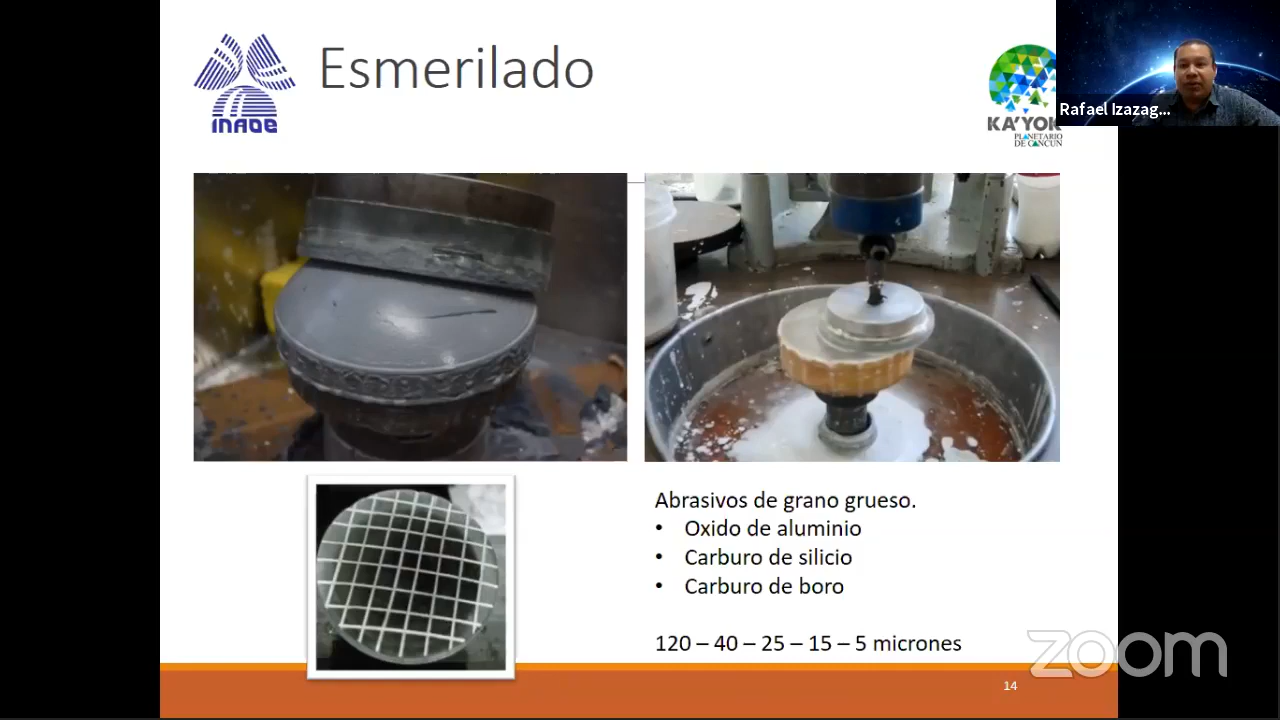 Esmerilado
INAOE
KA'YOK
PLANETARIO
DE CANCUN
Rafael Izazag...
Abrasivos de grano grueso.
• Oxido de aluminio
• Carburo de silicio
• Carburo de boro
120 – 40 – 25 – 15 – 5 micrones
zoom
14